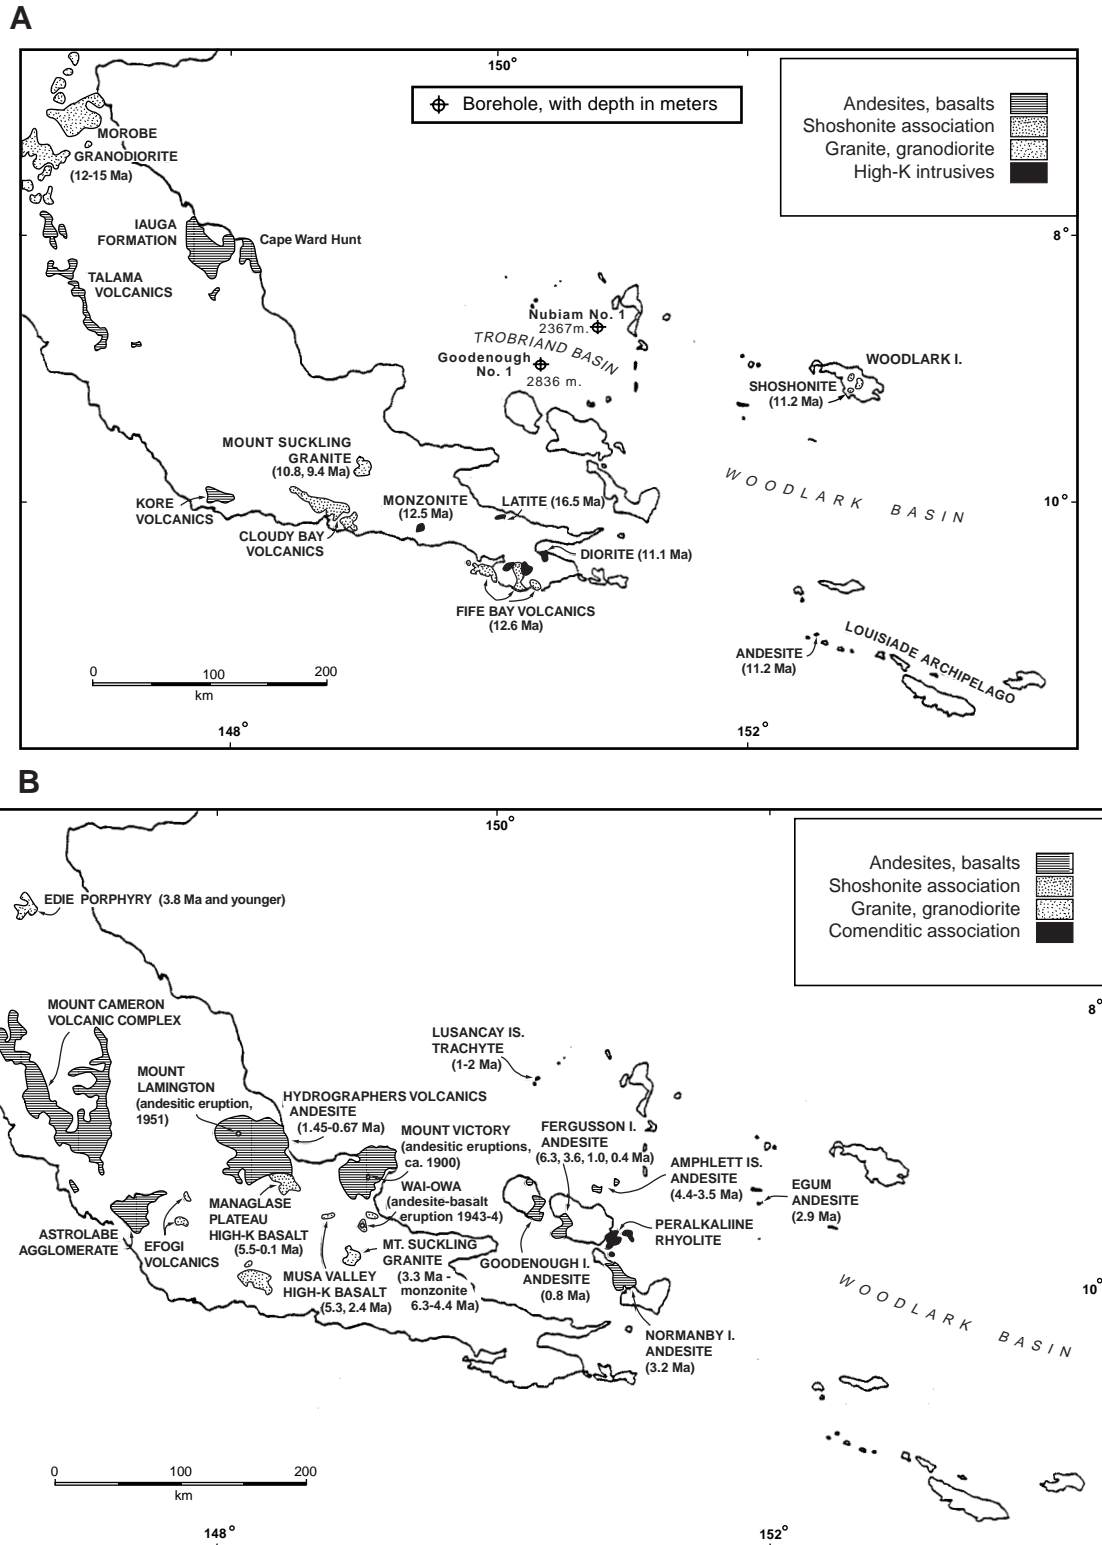 A
150°
Borehole, with depth in meters
Andesites, basalts
Shoshonite association
Granite, granodiorite
High-K intrusives
MOROBE
GRANODIORITE
(12-15 Ma)
IAUGA
FORMATION
Cape Ward Hunt
8°
TALAMA
VOLCANICS
Nubiam No. 1
2367m.
TROBRIAND BASIN
Goodenough
No. 1
2836 m.
WOODLARK I.
SHOSHONITE
(11.2 Ma)
MOUNT SUCKLING
GRANITE
(10.8, 9.4 Ma)
WOODLARK BASIN
KORE
VOLCANICS
MONZONITE
(12.5 Ma)
LATITE (16.5 Ma)
10°
CLOUDY BAY
VOLCANICS
DIORITE (11.1 Ma)
FIFE BAY VOLCANICS
(12.6 Ma)
ANDESITE
(11.2 Ma)
LOUISIADE ARCHIPELAGO
0 100 200
km
148°
152°
B
150°
Andesites, basalts
Shoshonite association
Granite, granodiorite
Comenditic association
EDIE PORPHYRY (3.8 Ma and younger)
8°
MOUNT CAMERON
VOLCANIC COMPLEX
LUSANCAY IS.
TRACHYTE
(1-2 Ma)
MOUNT
LAMINGTON
(andesitic eruption,
1951)
HYDROGRAPHERS VOLCANICS
ANDESITE
(1.45-0.67 Ma)
MOUNT VICTORY
(andesitic eruptions,
ca. 1900)
FERGUSSON I.
ANDESITE
(6.3, 3.6, 1.0, 0.4 Ma)
AMPHLETT IS.
ANDESITE
(4.4-3.5 Ma)
EGUM
ANDESITE
(2.9 Ma)
WAI-OWA
(andesite-basalt
eruption 1943-4)
MANAGLASE
PLATEAU
HIGH-K BASALT
(5.5-0.1 Ma)
PERALKALIINE
RHYOLITE
ASTROLABE
AGGLOMERATE
EFOGI
VOLCANICS
MT. SUCKLING
GRANITE
(3.3 Ma -
monzonite
6.3-4.4 Ma)
GOODENOUGH I.
ANDESITE
(0.8 Ma)
MUSA VALLEY
HIGH-K BASALT
(5.3, 2.4 Ma)
10°
WOODLARK BASIN
NORMANBY I.
ANDESITE
(3.2 Ma)
0 100 200
km
148°
152°